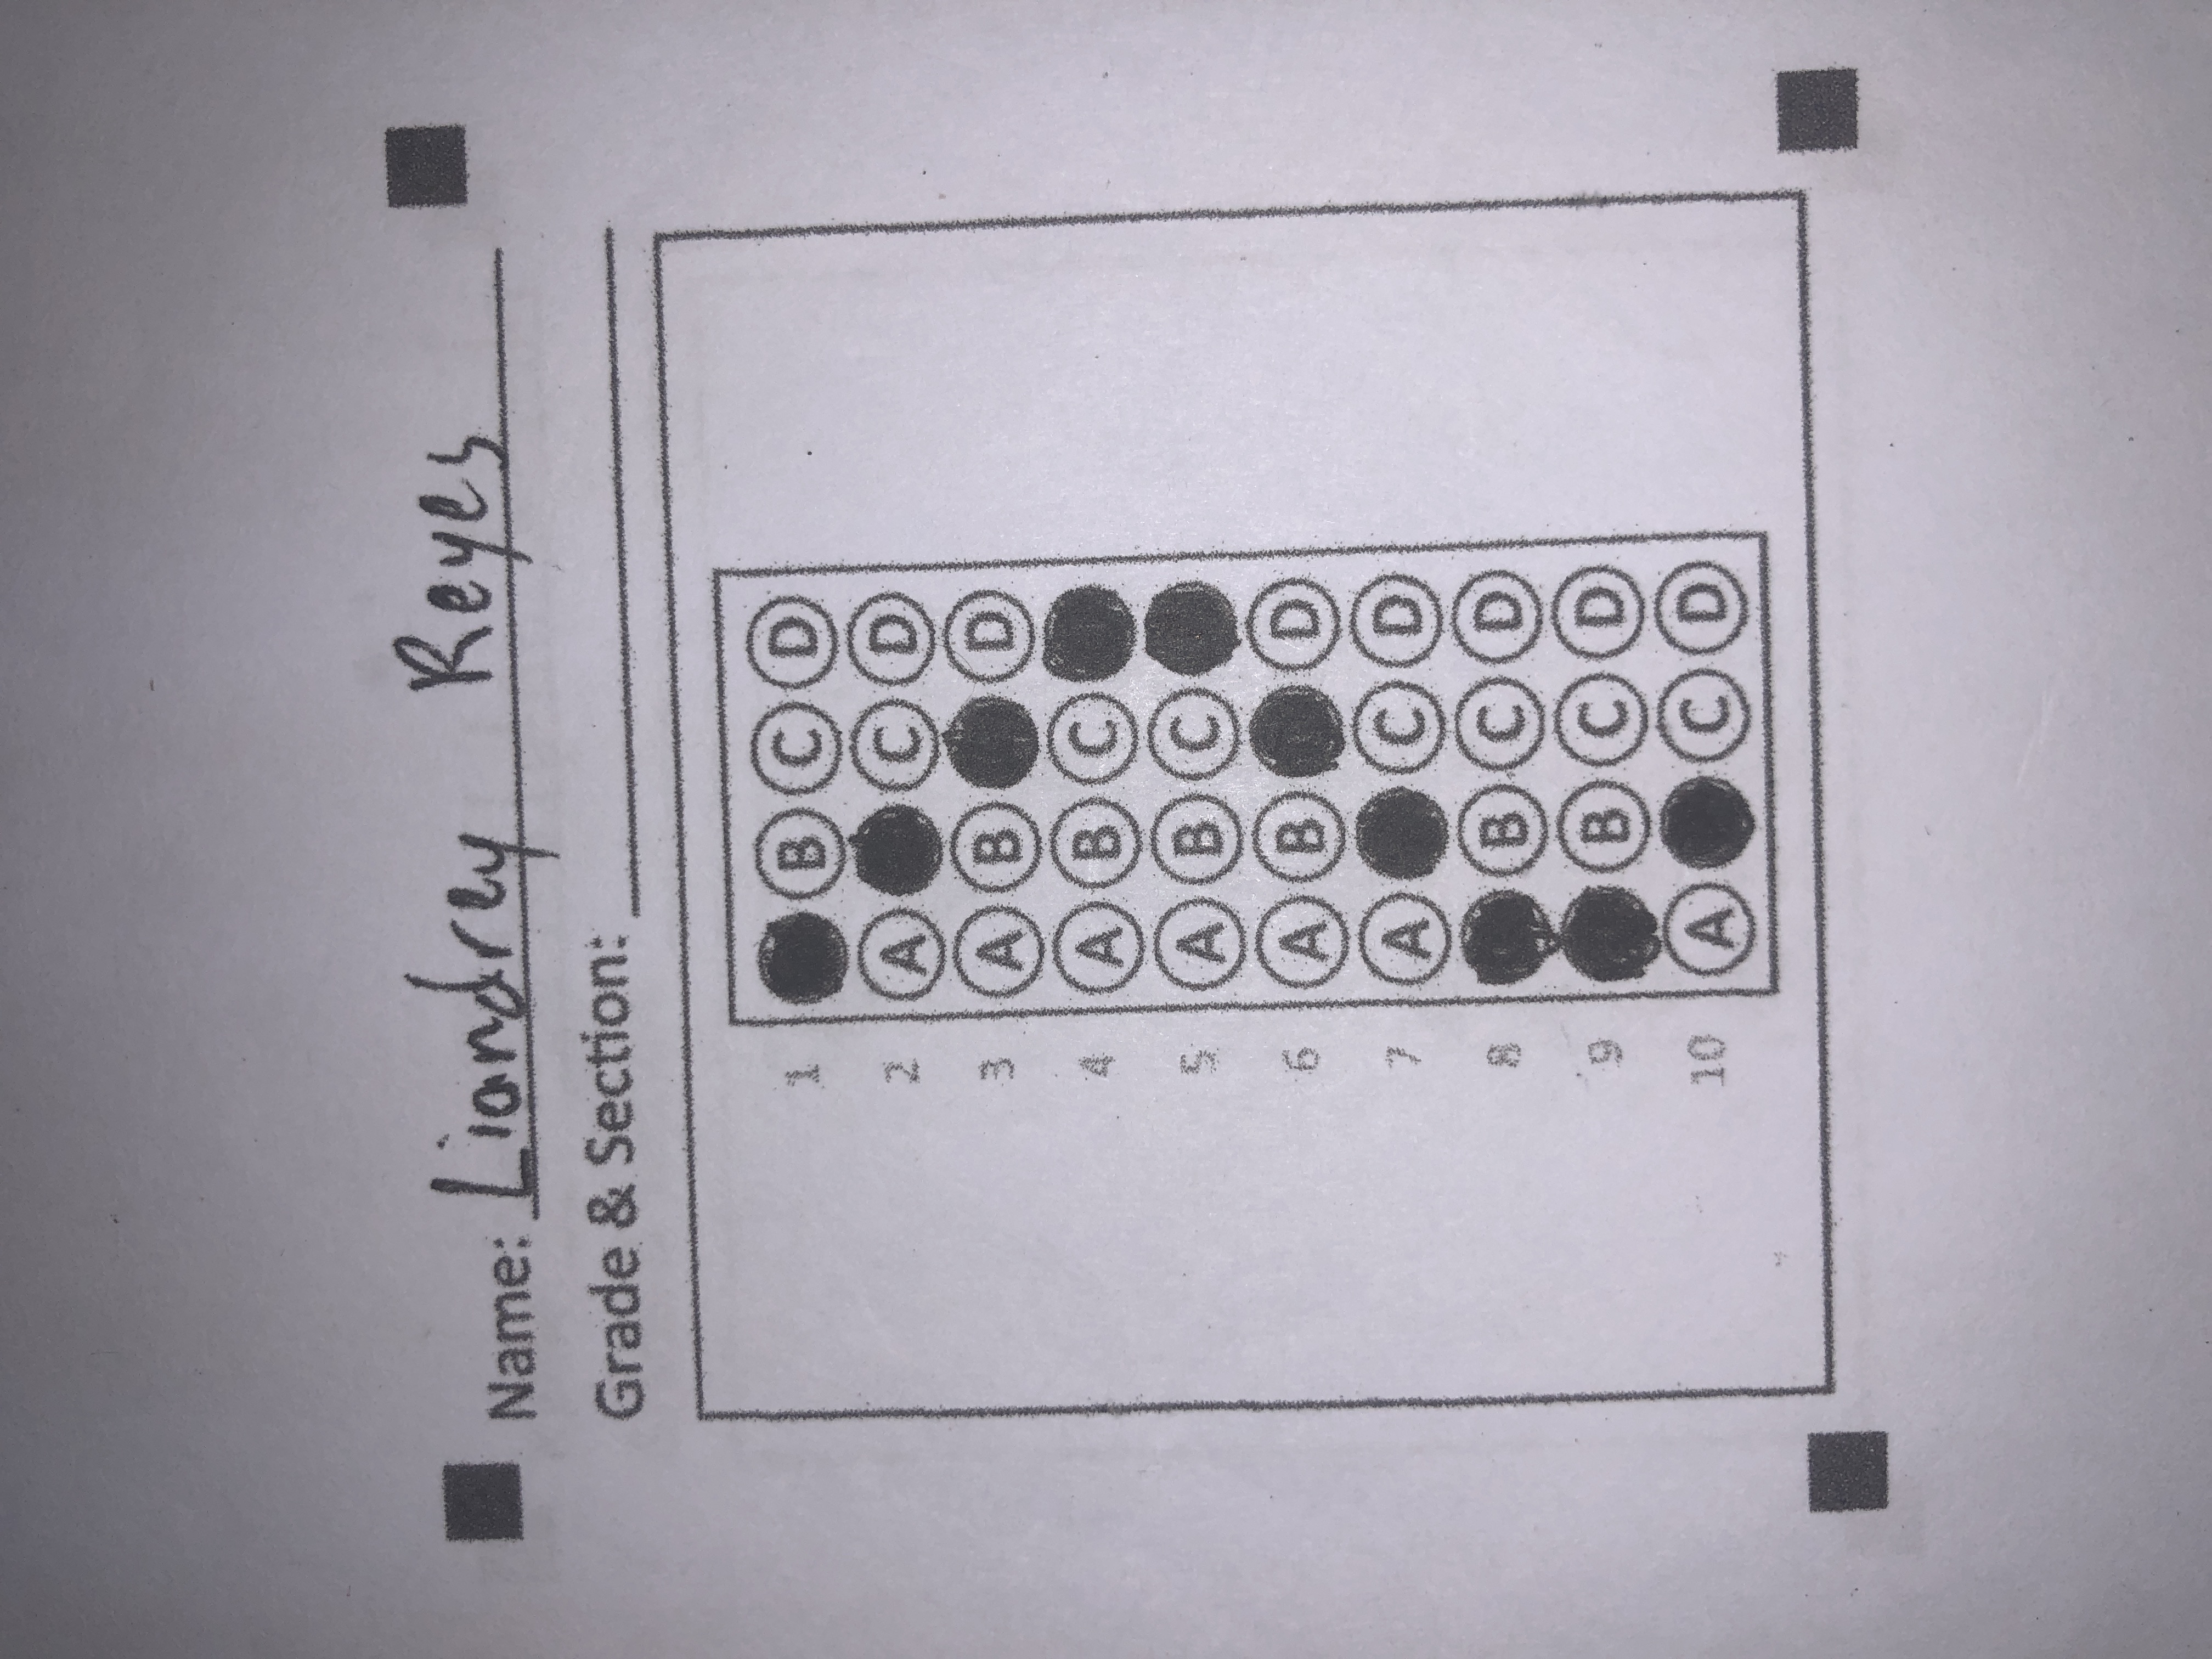 Name: Liandrey Reyes
Grade & Section:
1 B C D
2 A C D
3 A B D
4 A B C
5 A B C
6 A B D
7 A C D
8 B C D
9 B C D
10 A C D